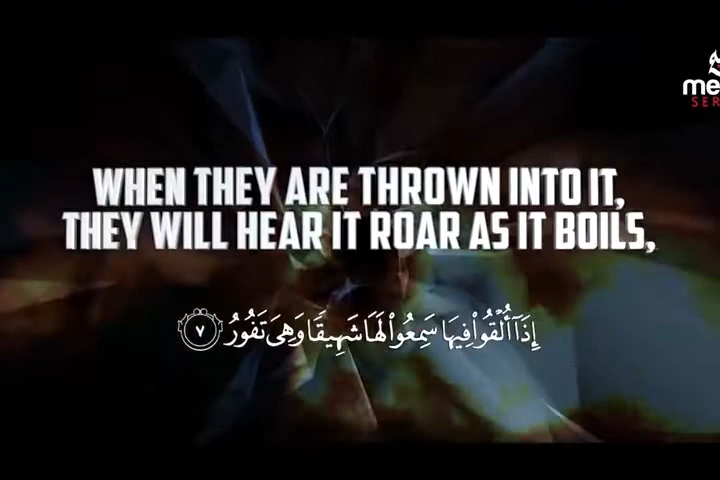 WHEN THEY ARE THROWN INTO IT,
THEY WILL HEAR IT ROAR AS IT BOILS,
إِذَآ أُلْقُوا۟ فِيهَا سَمِعُوا۟ لَهَا شَهِيقًا وَهِىَ تَفُورُ ٧